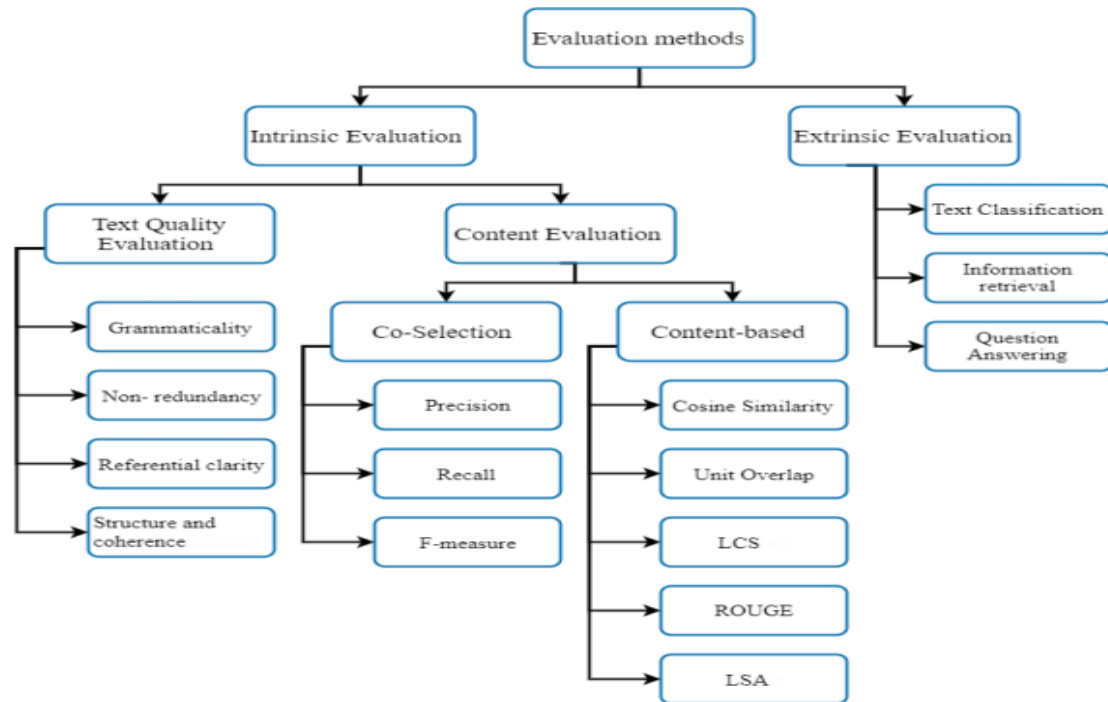 Evaluation methods
Intrinsic Evaluation
Extrinsic Evaluation
Text Quality
Evaluation
Content Evaluation
Text Classification
Information
retrieval
Question
Answering
Grammaticality
Non- redundancy
Referential clarity
Structure and
coherence
Co-Selection
Precision
Recall
F-measure
Content-based
Cosine Similarity
Unit Overlap
LCS
ROUGE
LSA